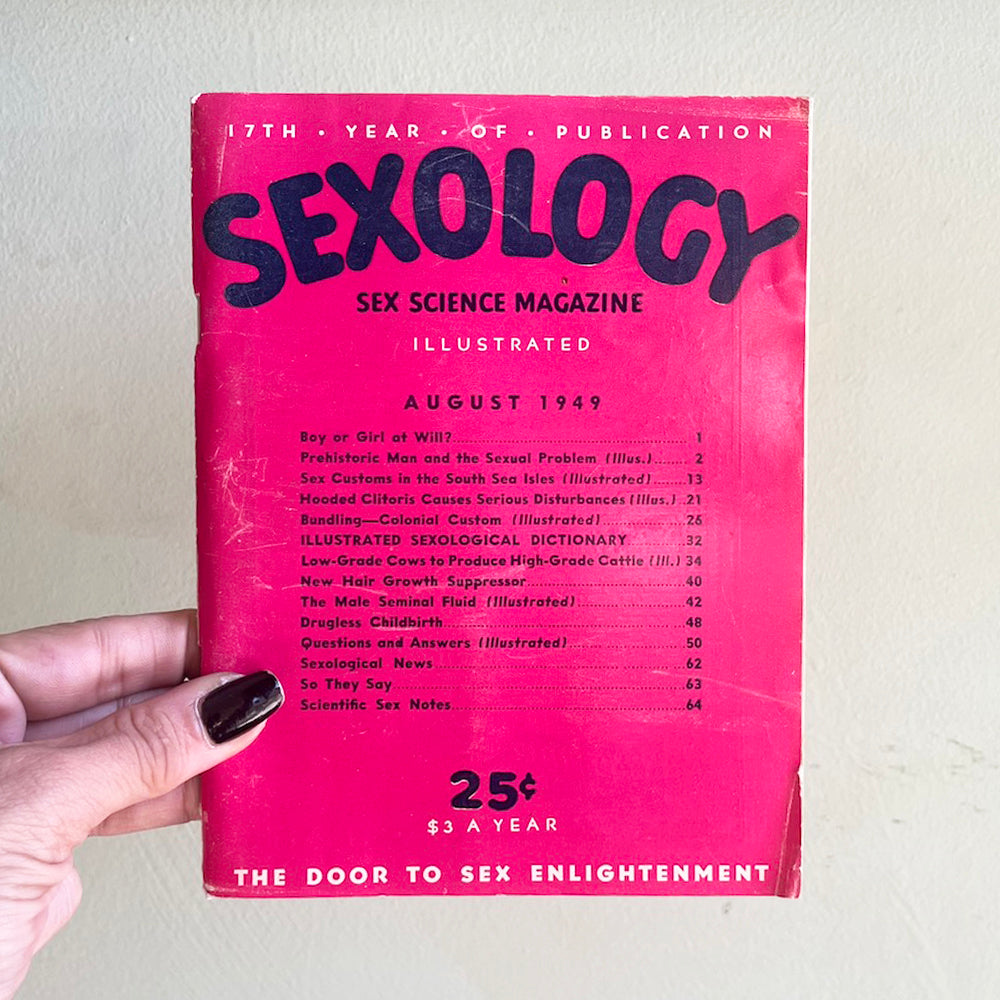 17TH • YEAR • OF • PUBLICATION
SEXOLOGY
SEX SCIENCE MAGAZINE
ILLUSTRATED
AUGUST 1949
Boy or Girl at Will? 1
Prehistoric Man and the Sexual Problem (Illus.) 2
Sex Customs in the South Sea Isles (Illustrated) 13
Hooded Clitoris Causes Serious Disturbances (Illus.) 21
Bundling—Colonial Custom (Illustrated) 26
ILLUSTRATED SEXOLOGICAL DICTIONARY 32
Low-Grade Cows to Produce High-Grade Cattle (Ill.) 34
New Hair Growth Suppressor 40
The Male Seminal Fluid (Illustrated) 42
Drugless Childbirth 48
Questions and Answers (Illustrated) 50
Sexological News 62
So They Say 63
Scientific Sex Notes 64
25¢
$3 A YEAR
THE DOOR TO SEX ENLIGHTENMENT